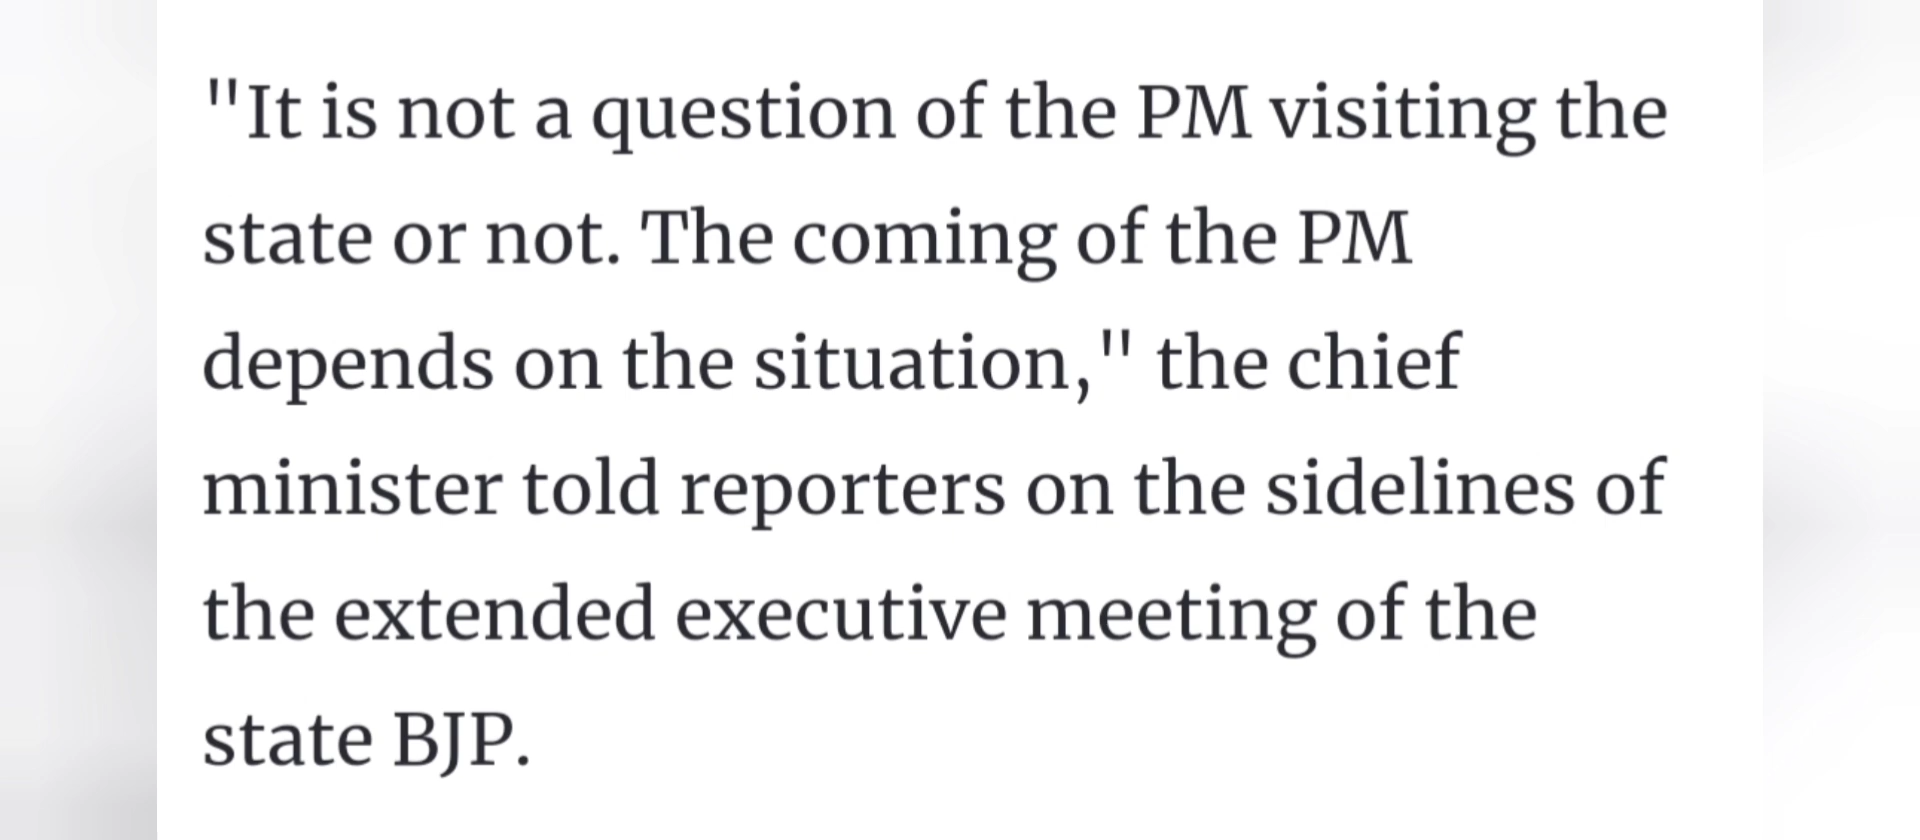 "It is not a question of the PM visiting the
state or not. The coming of the PM
depends on the situation," the chief
minister told reporters on the sidelines of
the extended executive meeting of the
state BJP.